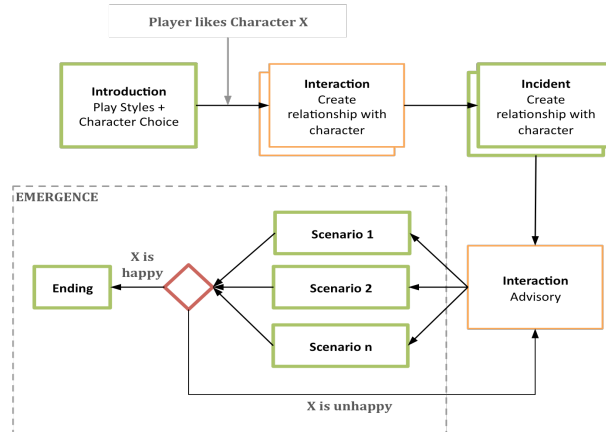 Player likes Character X
Introduction
Play Styles +
Character Choice
Interaction
Create
relationship with
character
Incident
Create
relationship with
character
EMERGENCE
Scenario 1
X is
happy
Ending
Scenario 2
Interaction
Advisory
Scenario n
X is unhappy